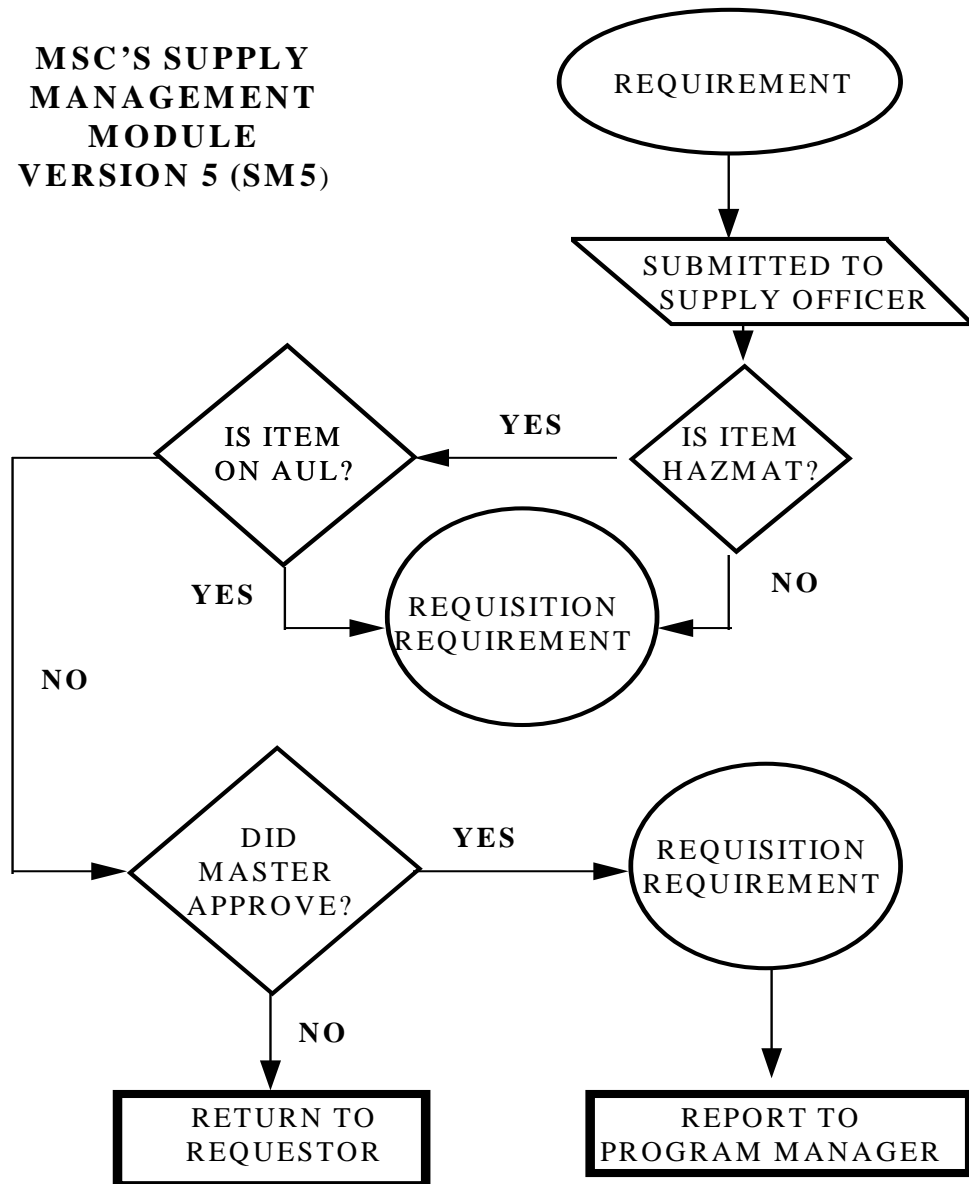 MSC'S SUPPLY
MANAGEMENT
MODULE
VERSION 5 (SM5)
REQUIREMENT
SUBMITTED TO
SUPPLY OFFICER
IS ITEM
HAZMAT?
YES
IS ITEM
ON AUL?
YES
NO
REQUISITION
REQUIREMENT
NO
DID
MASTER
APPROVE?
YES
REQUISITION
REQUIREMENT
NO
RETURN TO
REQUESTOR
REPORT TO
PROGRAM MANAGER